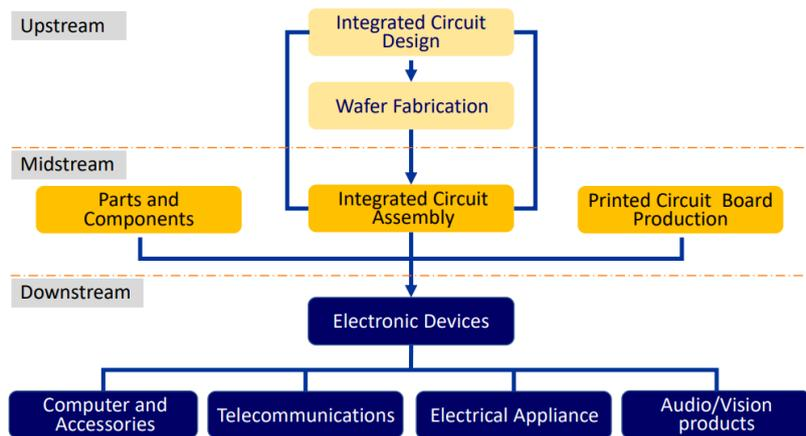 Upstream
Integrated Circuit
Design
Wafer Fabrication
Midstream
Parts and
Components
Integrated Circuit
Assembly
Printed Circuit Board
Production
Downstream
Electronic Devices
Computer and
Accessories
Telecommunications
Electrical Appliance
Audio/Vision
products